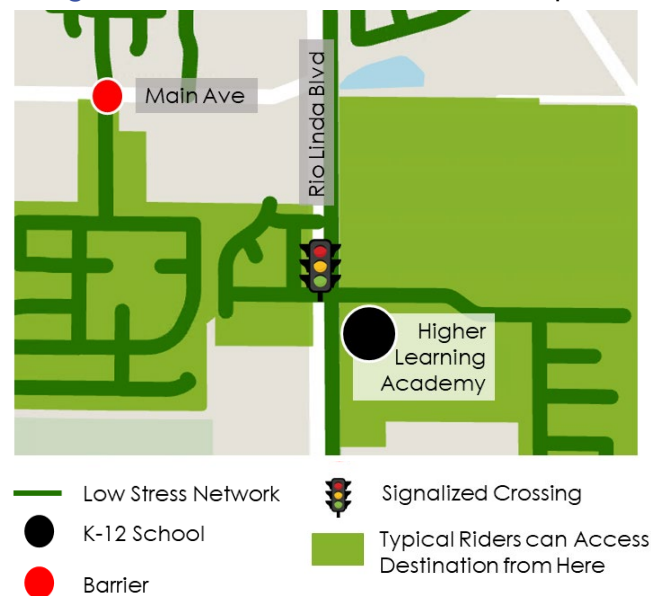 Main Ave
Rio Linda Blvd
Higher
Learning
Academy
Low Stress Network
Signalized Crossing
K-12 School
Typical Riders can Access
Destination from Here
Barrier